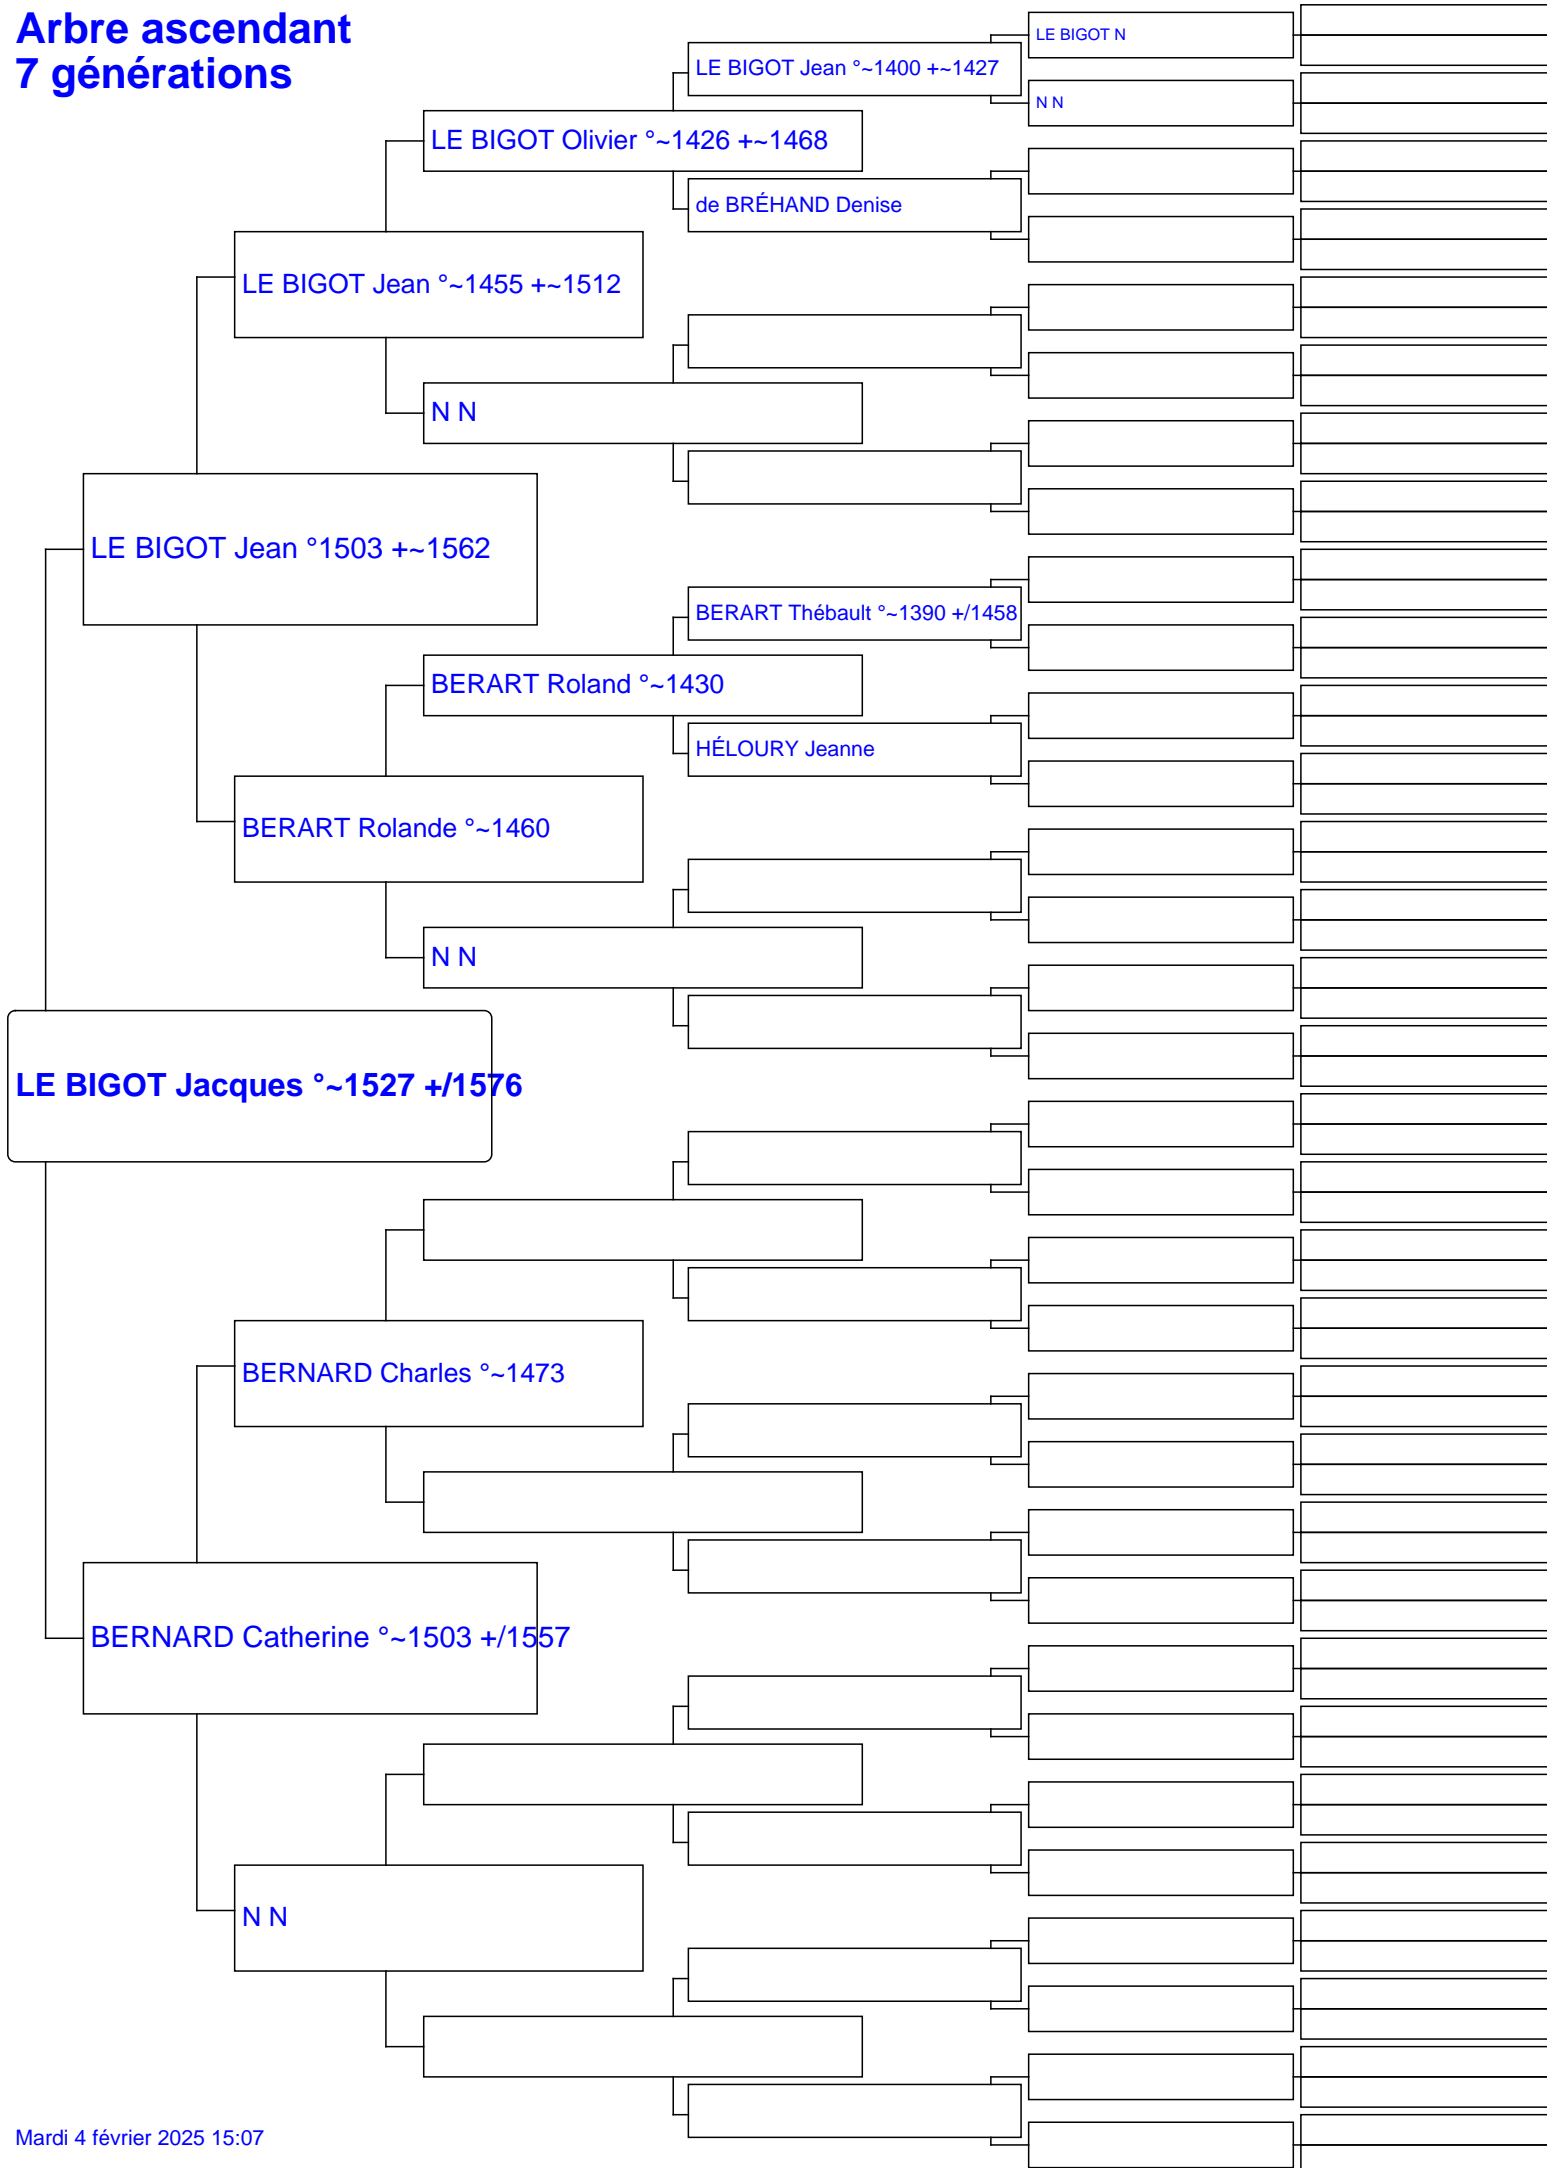 Arbre ascendant
7 générations
LE BIGOT N
LE BIGOT Jean °~1400 +~1427
N N
LE BIGOT Olivier °~1426 +~1468
de BRÉHAND Denise
LE BIGOT Jean °~1455 +~1512
N N
LE BIGOT Jean °1503 +~1562
BERART Thébault °~1390 +/1458
BERART Roland °~1430
HÉLOURY Jeanne
BERART Rolande °~1460
N N
LE BIGOT Jacques °~1527 +/1576
BERNARD Charles °~1473
BERNARD Catherine °~1503 +/1557
N N
Mardi 4 février 2025 15:07